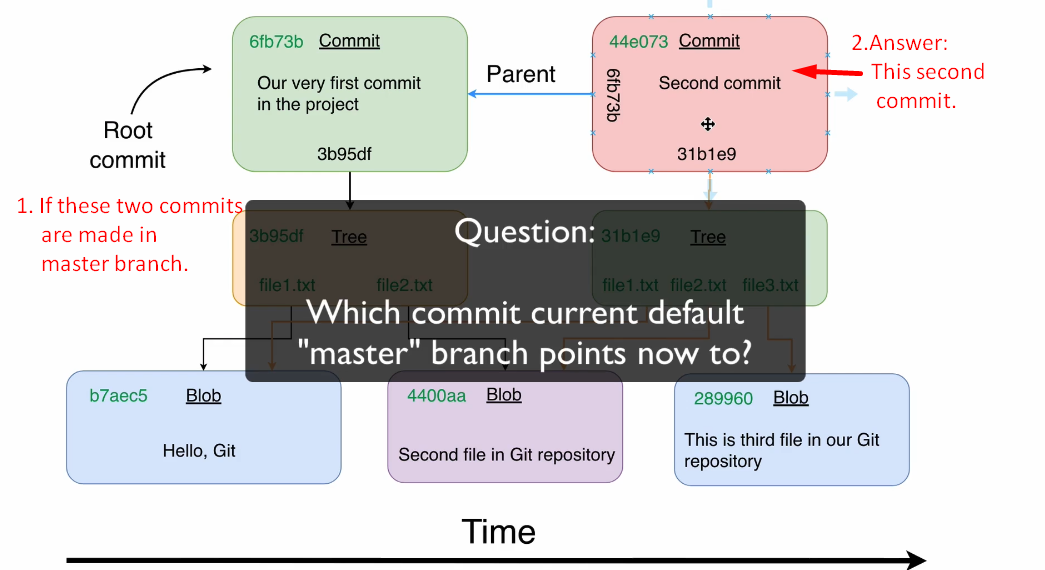 6fb73b Commit
Our very first commit
in the project
3b95df
Parent
44e073 Commit
6fb73b
Second commit
31b1e9
2.Answer:
This second
commit.
Root
commit
1. If these two commits
are made in
master branch.
3b95df Tree
file1.txt file2.txt
31b1e9 Tree
file1.txt file2.txt file3.txt
Question:
Which commit current default
"master" branch points now to?
b7aec5 Blob
Hello, Git
4400aa Blob
Second file in Git repository
289960 Blob
This is third file in our Git
repository
Time